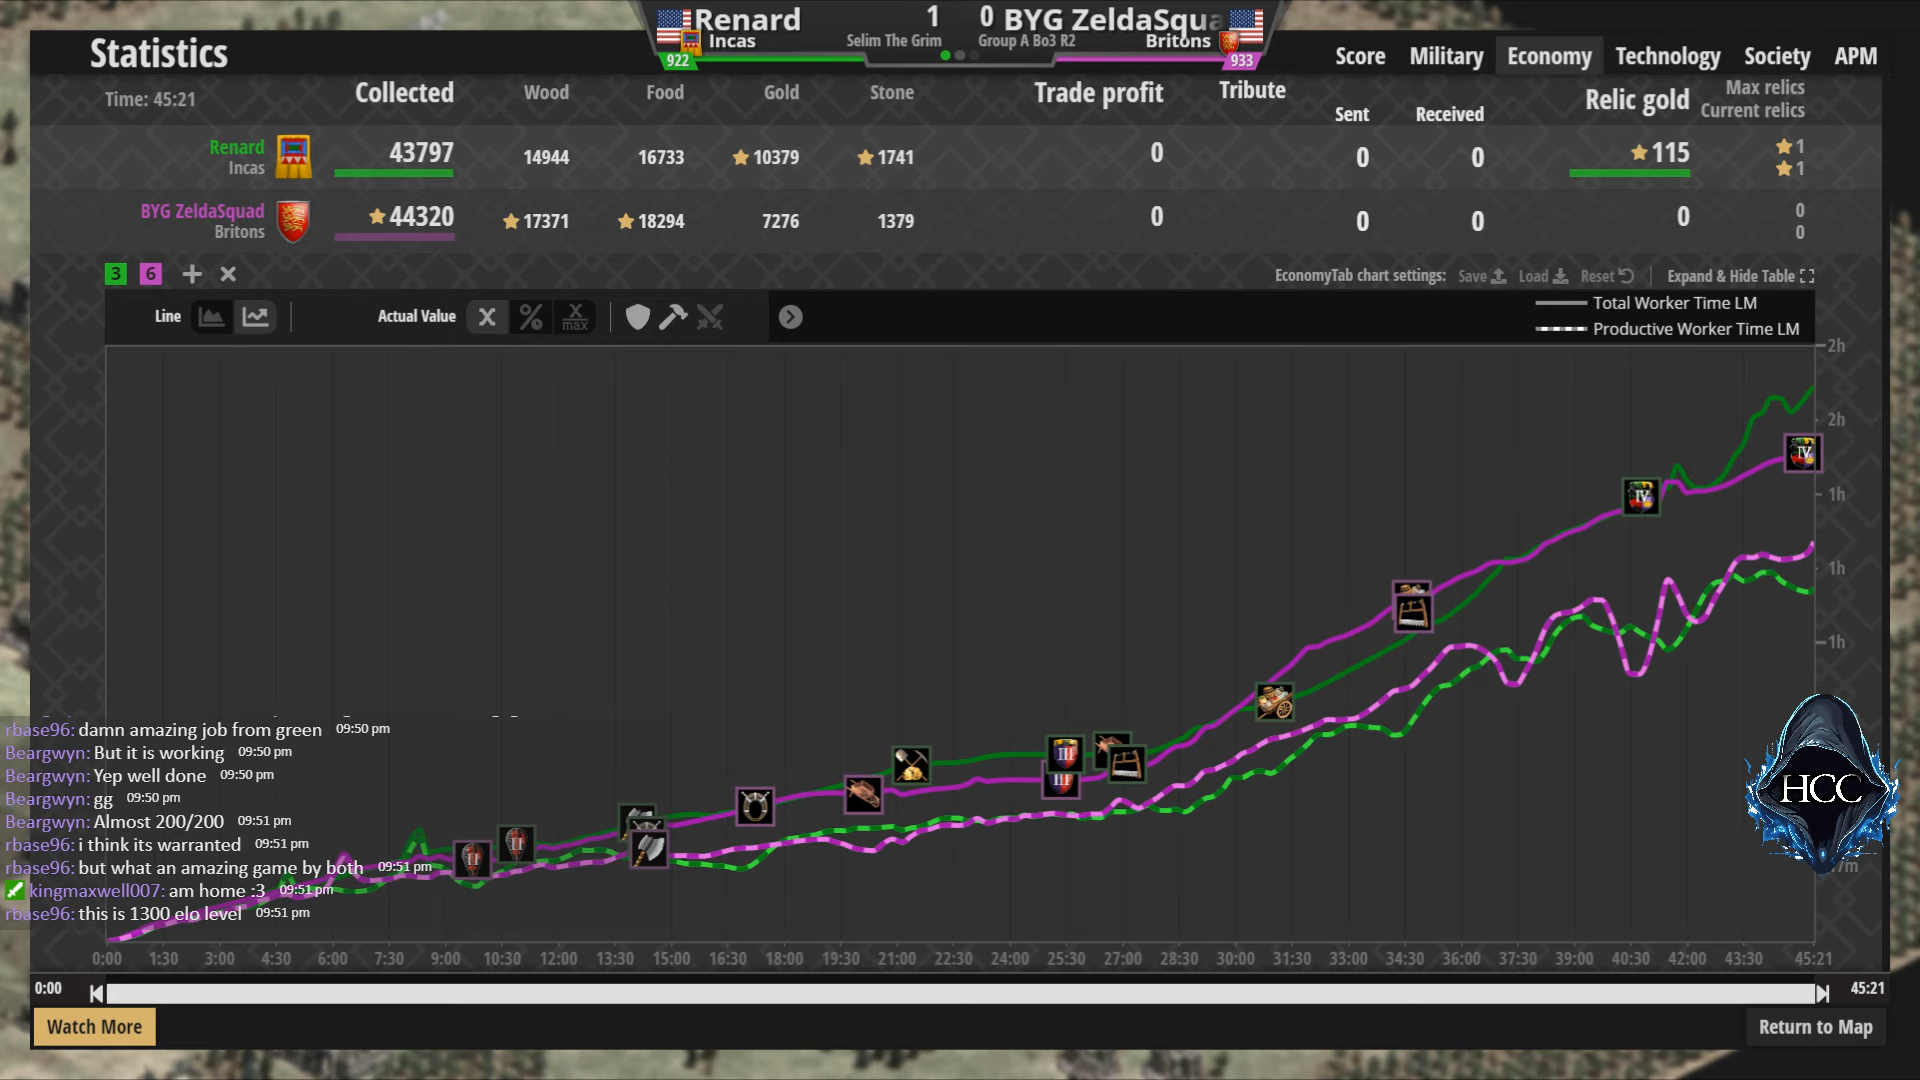 Renard
1
0
BYG ZeldaSqua
Incas
Selim The Grim
Group A Bo3 R2
Britons
922
933
Statistics
Score
Military
Economy
Technology
Society
APM
Time: 45:21
Collected
Wood
Food
Gold
Stone
Trade profit
Tribute
Sent
Received
Relic gold
Max relics
Current relics
Renard
Incas
43797
14944
16733
10379
1741
0
0
0
115
1
1
BYG ZeldaSquad
Britons
44320
17371
18294
7276
1379
0
0
0
0
0
0
3
6
EconomyTab chart settings:
Save
Load
Reset
Expand & Hide Table
Line
Actual Value
X
%
X
max
Total Worker Time LM
Productive Worker Time LM
2h
2h
1h
1h
1h
7m
II
II
III
III
IV
IV
rbase96: damn amazing job from green 09:50 pm
Beargwyn: But it is working 09:50 pm
Beargwyn: Yep well done 09:50 pm
Beargwyn: gg 09:50 pm
Beargwyn: Almost 200/200 09:51 pm
rbase96: i think its warranted 09:51 pm
rbase96: but what an amazing game by both 09:51 pm
kingmaxwell007: am home :3 09:51 pm
rbase96: this is 1300 elo level 09:51 pm
HCC
0:00 1:30 3:00 4:30 6:00 7:30 9:00 10:30 12:00 13:30 15:00 16:30 18:00 19:30 21:00 22:30 24:00 25:30 27:00 28:30 30:00 31:30 33:00 34:30 36:00 37:30 39:00 40:30 42:00 43:30 45:21
0:00
45:21
Watch More
Return to Map